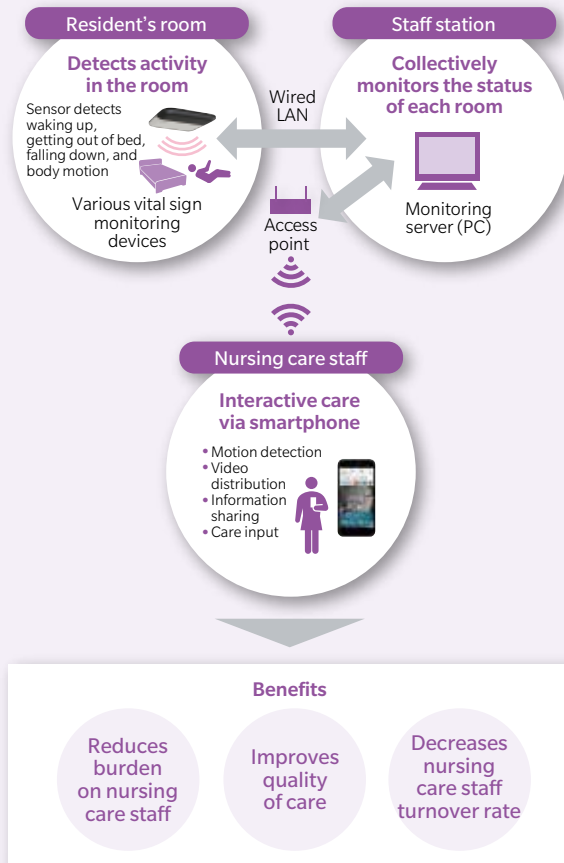 Resident's room
Detects activity
in the room
Sensor detects
waking up,
getting out of bed,
falling down, and
body motion
Various vital sign
monitoring
devices
Wired
LAN
Access
point
Staff station
Collectively
monitors the status
of each room
Monitoring
server (PC)
Nursing care staff
Interactive care
via smartphone
• Motion detection
• Video
distribution
• Information
sharing
• Care input
Benefits
Reduces
burden
on nursing
care staff
Improves
quality
of care
Decreases
nursing
care staff
turnover rate